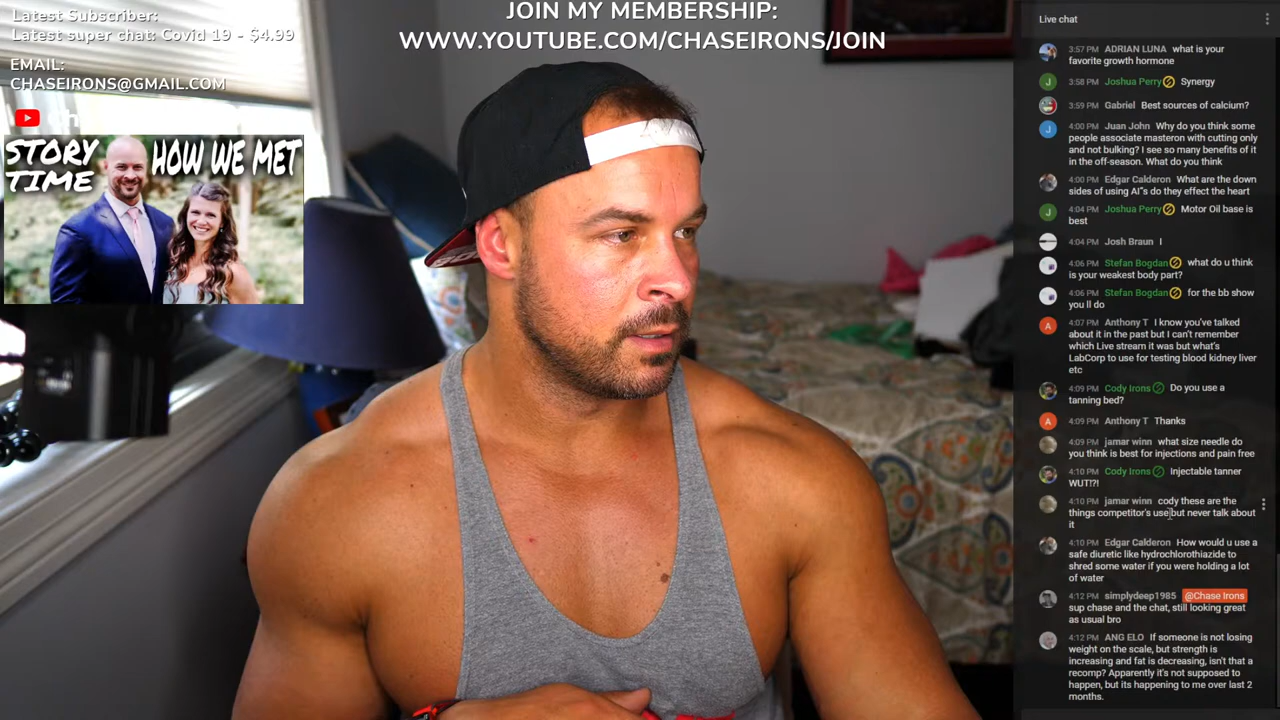 Latest Subscriber:
Latest super chat: Covid 19 - $4.99
EMAIL:
CHASEIRONS@GMAIL.COM
STORY TIME
HOW WE MET
JOIN MY MEMBERSHIP:
WWW.YOUTUBE.COM/CHASEIRONS/JOIN
Live chat
3:57 PM ADRIAN LUNA what is your
favorite growth hormone
J
3:58 PM Joshua Perry Synergy
3:59 PM Gabriel Best sources of calcium?
J
4:00 PM Juan John Why do you think some
people associate masteron with cutting only
and not bulking? I see so many benefits of it
in the off-season. What do you think
4:00 PM Edgar Calderon What are the down
sides of using AI"s do they effect the heart
J
4:04 PM Joshua Perry Motor Oil base is
best
4:04 PM Josh Braun I
4:06 PM Stefan Bogdan what do u think
is your weakest body part?
4:06 PM Stefan Bogdan for the bb show
you ll do
A
4:07 PM Anthony T I know you've talked
about it in the past but I can't remember
which Live stream it was but what's
LabCorp to use for testing blood kidney liver
etc
4:09 PM Cody Irons Do you use a
tanning bed?
A
4:09 PM Anthony T Thanks
4:09 PM jamar winn what size needle do
you think is best for injections and pain free
4:10 PM Cody Irons Injectable tanner
WUT!?!
4:10 PM jamar winn cody these are the
things competitor's use but never talk about
it
4:10 PM Edgar Calderon How would u use a
safe diuretic like hydrochlorothiazide to
shred some water if you were holding a lot
of water
4:12 PM simplydeep1985 @Chase Irons
sup chase and the chat, still looking great
as usual bro
4:12 PM ANG ELO If someone is not losing
weight on the scale, but strength is
increasing and fat is decreasing, isn't that a
recomp? Apparently it's not supposed to
happen, but its happening to me over last 2
months.